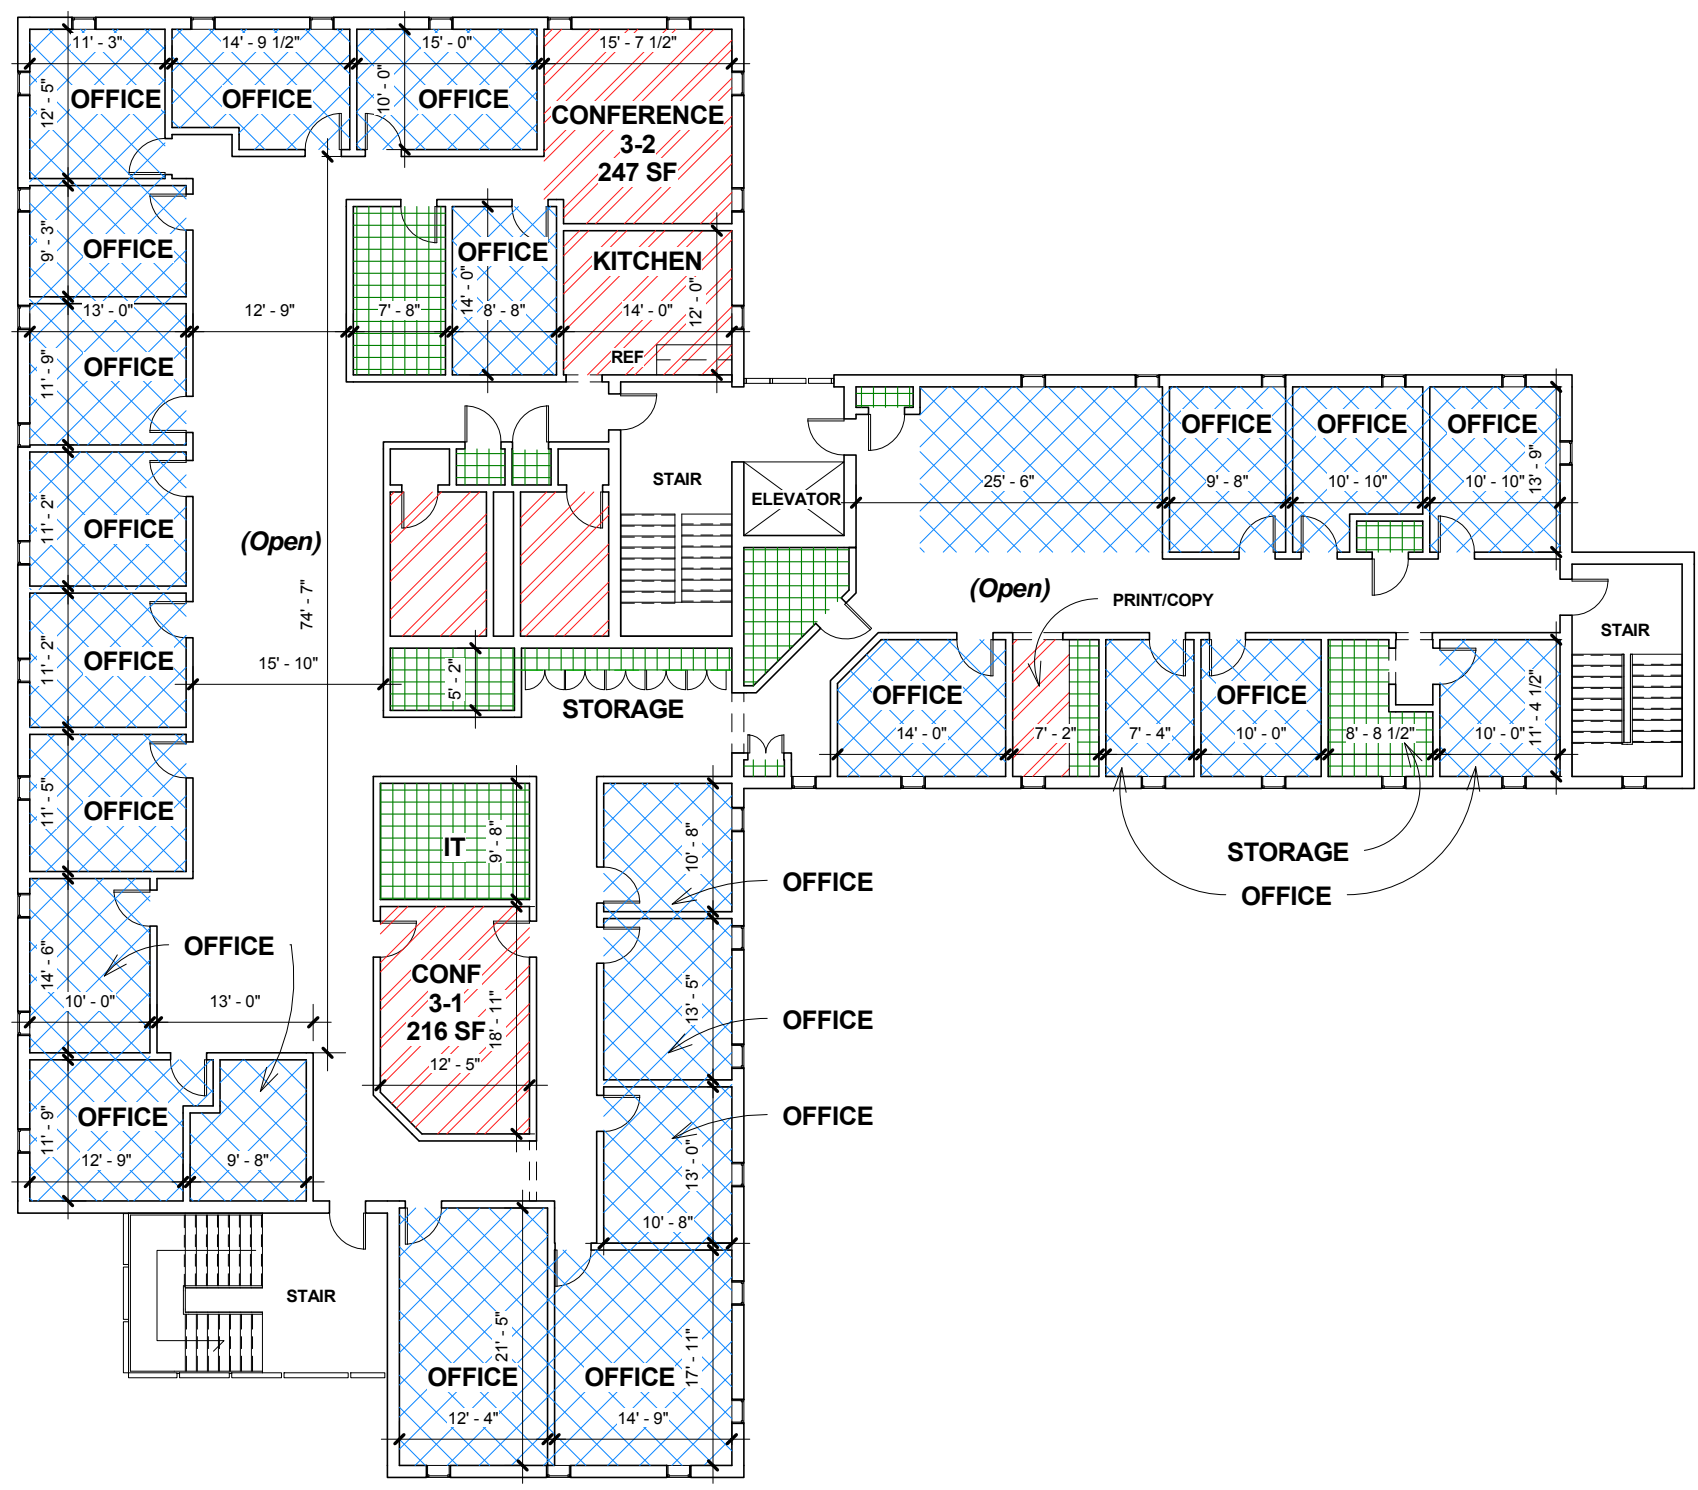 11' - 3"
14' - 9 1/2"
15' - 0"
15' - 7 1/2"
12' - 5"
OFFICE
OFFICE
10' - 0"
OFFICE
CONFERENCE
3-2
247 SF
9' - 3"
OFFICE
OFFICE
14' - 0"
KITCHEN
12' - 0"
13' - 0"
12' - 9"
7' - 8"
8' - 8"
14' - 0"
REF
11' - 9"
OFFICE
OFFICE
OFFICE
OFFICE
STAIR
ELEVATOR
25' - 6"
9' - 8"
10' - 10"
10' - 10"
13' - 9"
11' - 2"
OFFICE
(Open)
74' - 7"
(Open)
PRINT/COPY
STAIR
11' - 2"
OFFICE
15' - 10"
5' - 2"
STORAGE
OFFICE
OFFICE
11' - 4 1/2"
14' - 0"
7' - 2"
7' - 4"
10' - 0"
8' - 8 1/2"
10' - 0"
11' - 5"
OFFICE
IT
9' - 8"
10' - 8"
OFFICE
STORAGE
OFFICE
14' - 6"
OFFICE
10' - 0"
13' - 0"
CONF
3-1
216 SF
18' - 11"
12' - 5"
13' - 5"
OFFICE
11' - 9"
OFFICE
12' - 9"
9' - 8"
OFFICE
13' - 0"
10' - 8"
STAIR
21' - 5"
OFFICE
12' - 4"
OFFICE
17' - 11"
14' - 9"